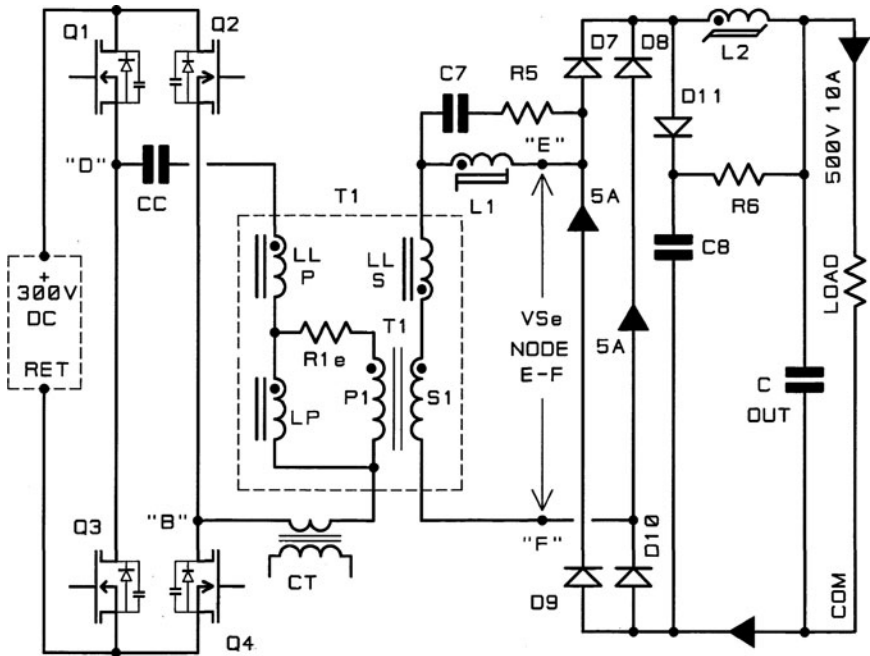 Q1
Q2
"D"
CC
+
300V
DC
RET
Q3
"B"
Q4
CT
T1
LL
P
LL
S
T1
R1e
LP
P1
S1
C7
R5
"E"
L1
VSe
NODE
E-F
"F"
D7
D8
5A
5A
D9
D10
D11
L2
R6
C8
500V 10A
LOAD
C
OUT
COM